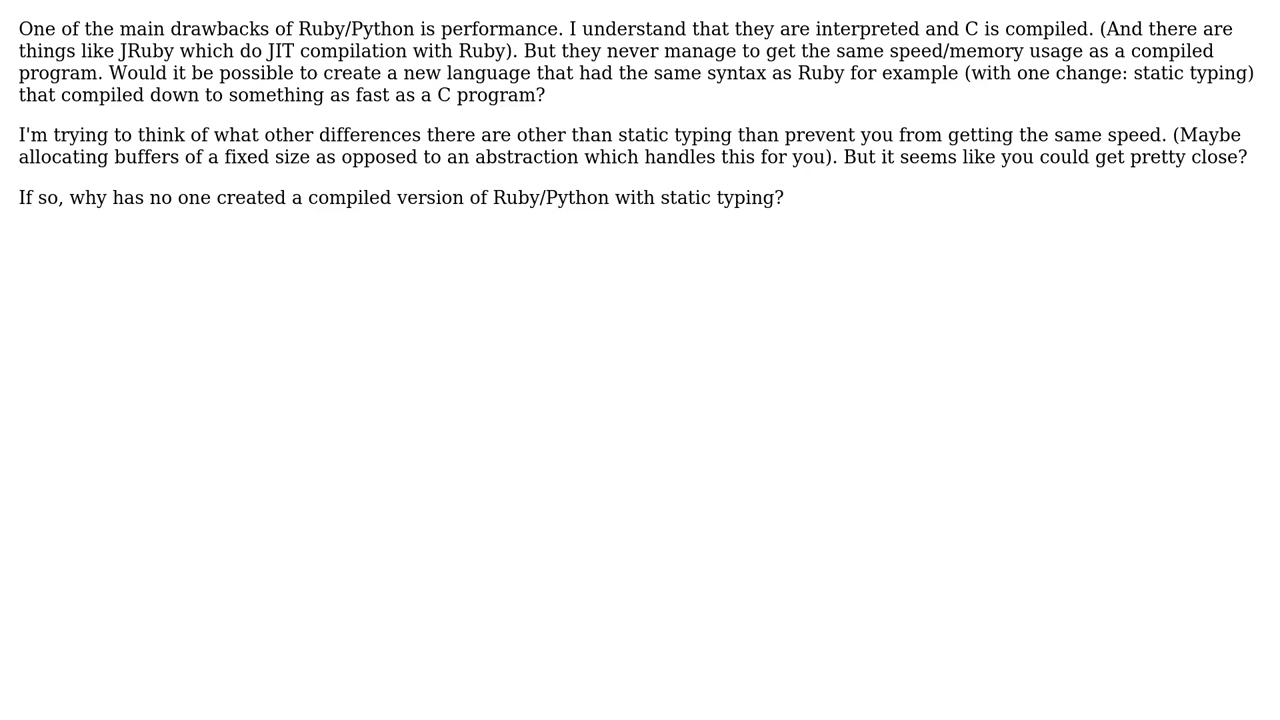 One of the main drawbacks of Ruby/Python is performance. I understand that they are interpreted and C is compiled. (And there are
things like JRuby which do JIT compilation with Ruby). But they never manage to get the same speed/memory usage as a compiled
program. Would it be possible to create a new language that had the same syntax as Ruby for example (with one change: static typing)
that compiled down to something as fast as a C program?
I'm trying to think of what other differences there are other than static typing than prevent you from getting the same speed. (Maybe
allocating buffers of a fixed size as opposed to an abstraction which handles this for you). But it seems like you could get pretty close?
If so, why has no one created a compiled version of Ruby/Python with static typing?